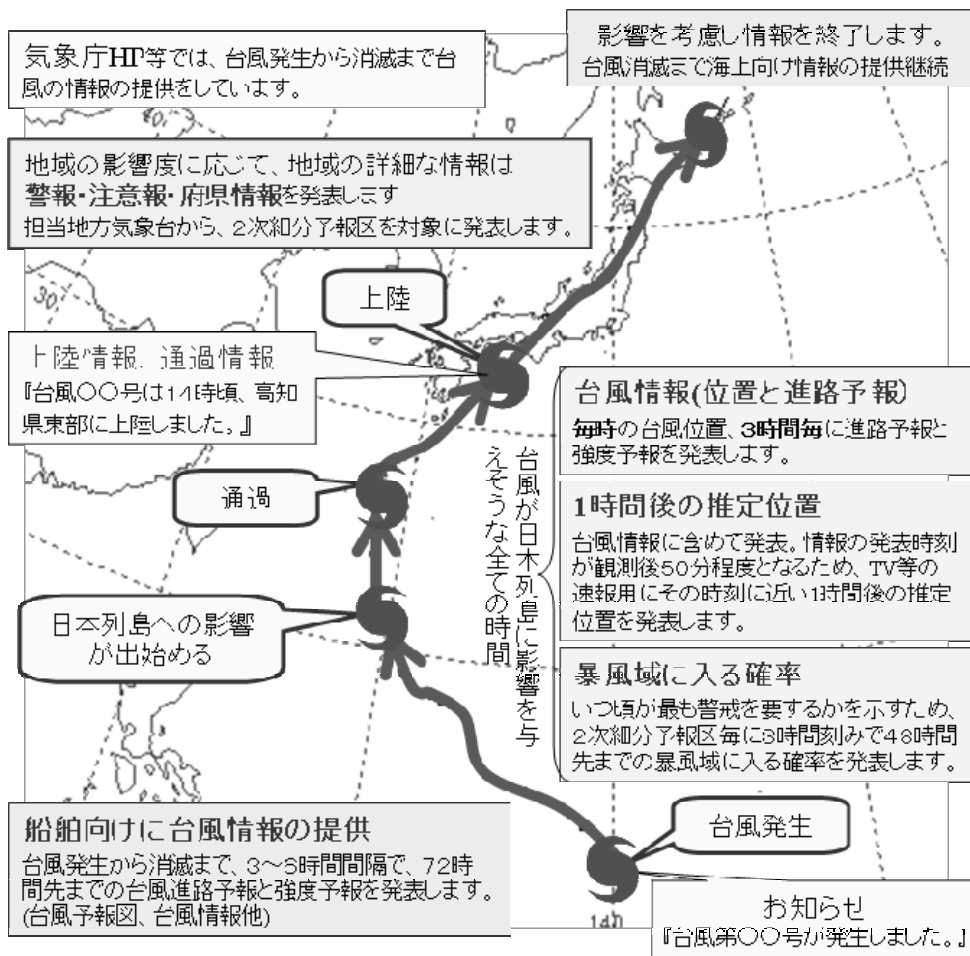 気象庁HP等では、台風発生から消滅まで台
風の情報の提供をしています。
影響を考慮し情報を終了します。
台風消滅まで海上向け情報の提供継続
地域の影響度に応じて、地域の詳細な情報は
警報・注意報・府県情報を発表します
担当地方気象台から、2次細分予報区を対象に発表します。
30
上陸
上陸情報、通過情報
『台風○○号は14時頃、高知
県東部に上陸しました。』
通過
日本列島への影響
が出始める
台風が日本列島に影響を与
えそうな全ての時間
台風情報(位置と進路予報)
毎時の台風位置、3時間毎に進路予報と
強度予報を発表します。
1時間後の推定位置
台風情報に含めて発表。情報の発表時刻
が観測後50分程度となるため、TV等の
速報用にその時刻に近い1時間後の推定
位置を発表します。
暴風域に入る確率
いつ頃が最も警戒を要するかを示すため、
2次細分予報区毎に3時間刻みで48時間
先までの暴風域に入る確率を発表します。
船舶向けに台風情報の提供
台風発生から消滅まで、3～6時間間隔で、72時
間先までの台風進路予報と強度予報を発表します。
(台風予報図、台風情報他)
台風発生
140
お知らせ
『台風第○○号が発生しました。』